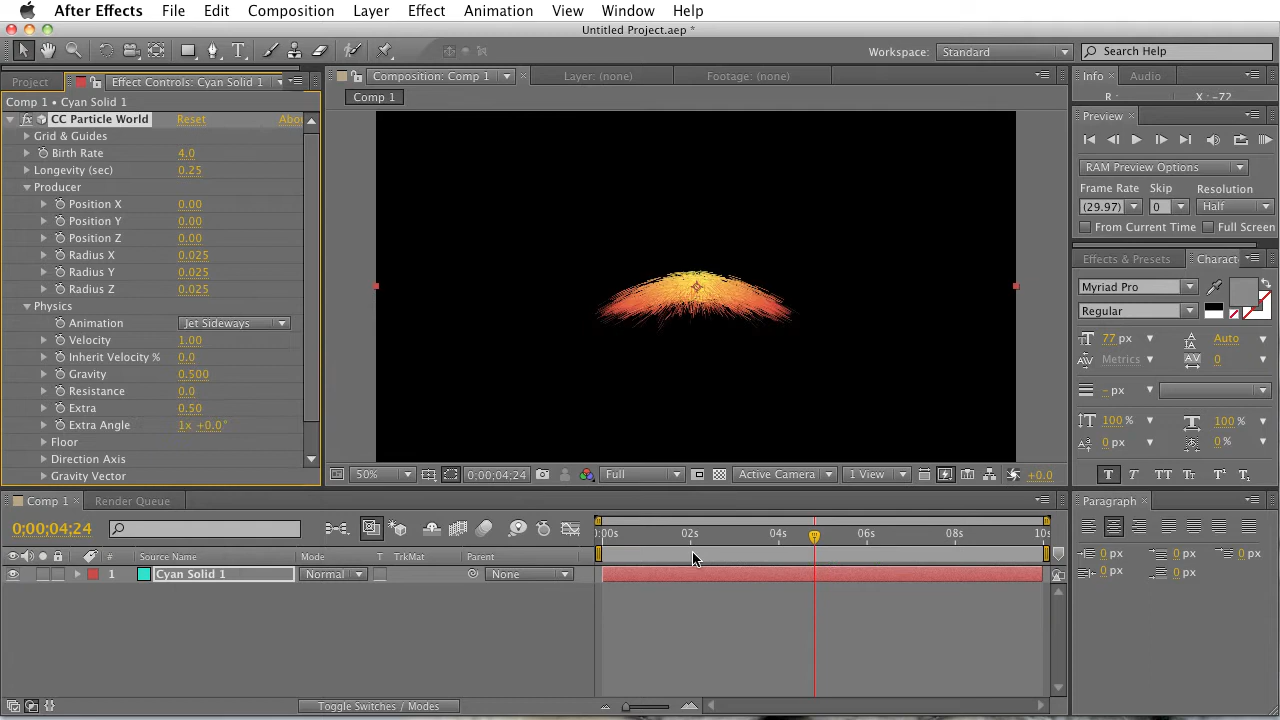 After Effects File Edit Composition Layer Effect Animation View Window Help
Untitled Project.aep *
Workspace: Standard Search Help
Project Effect Controls: Cyan Solid 1
Comp 1 • Cyan Solid 1
fx CC Particle World Reset Abou
Grid & Guides
Birth Rate 4.0
Longevity (sec) 0.25
Producer
Position X 0.00
Position Y 0.00
Position Z 0.00
Radius X 0.025
Radius Y 0.025
Radius Z 0.025
Physics
Animation Jet Sideways
Velocity 1.00
Inherit Velocity % 0.0
Gravity 0.500
Resistance 0.0
Extra 0.50
Extra Angle 1x +0.0°
Floor
Direction Axis
Gravity Vector
Composition: Comp 1 Layer: (none) Footage: (none)
Comp 1
50% 0;00;04;24 Full Active Camera 1 View +0.0
Info Audio
R : X : -72
Preview
RAM Preview Options
Frame Rate Skip Resolution
(29.97) 0 Half
From Current Time Full Screen
Effects & Presets Charact
Myriad Pro
Regular
77 px Auto
Metrics 0
- px
100% 100%
0 px 0%
T T TT Tr T¹ T₁
Paragraph
0 px 0 px 0 px
0 px 0 px
Comp 1 Render Queue
0;00;04;24
0:00s 02s 04s 06s 08s 10s
# Source Name Mode T TrkMat Parent
1 Cyan Solid 1 Normal None
Toggle Switches / Modes